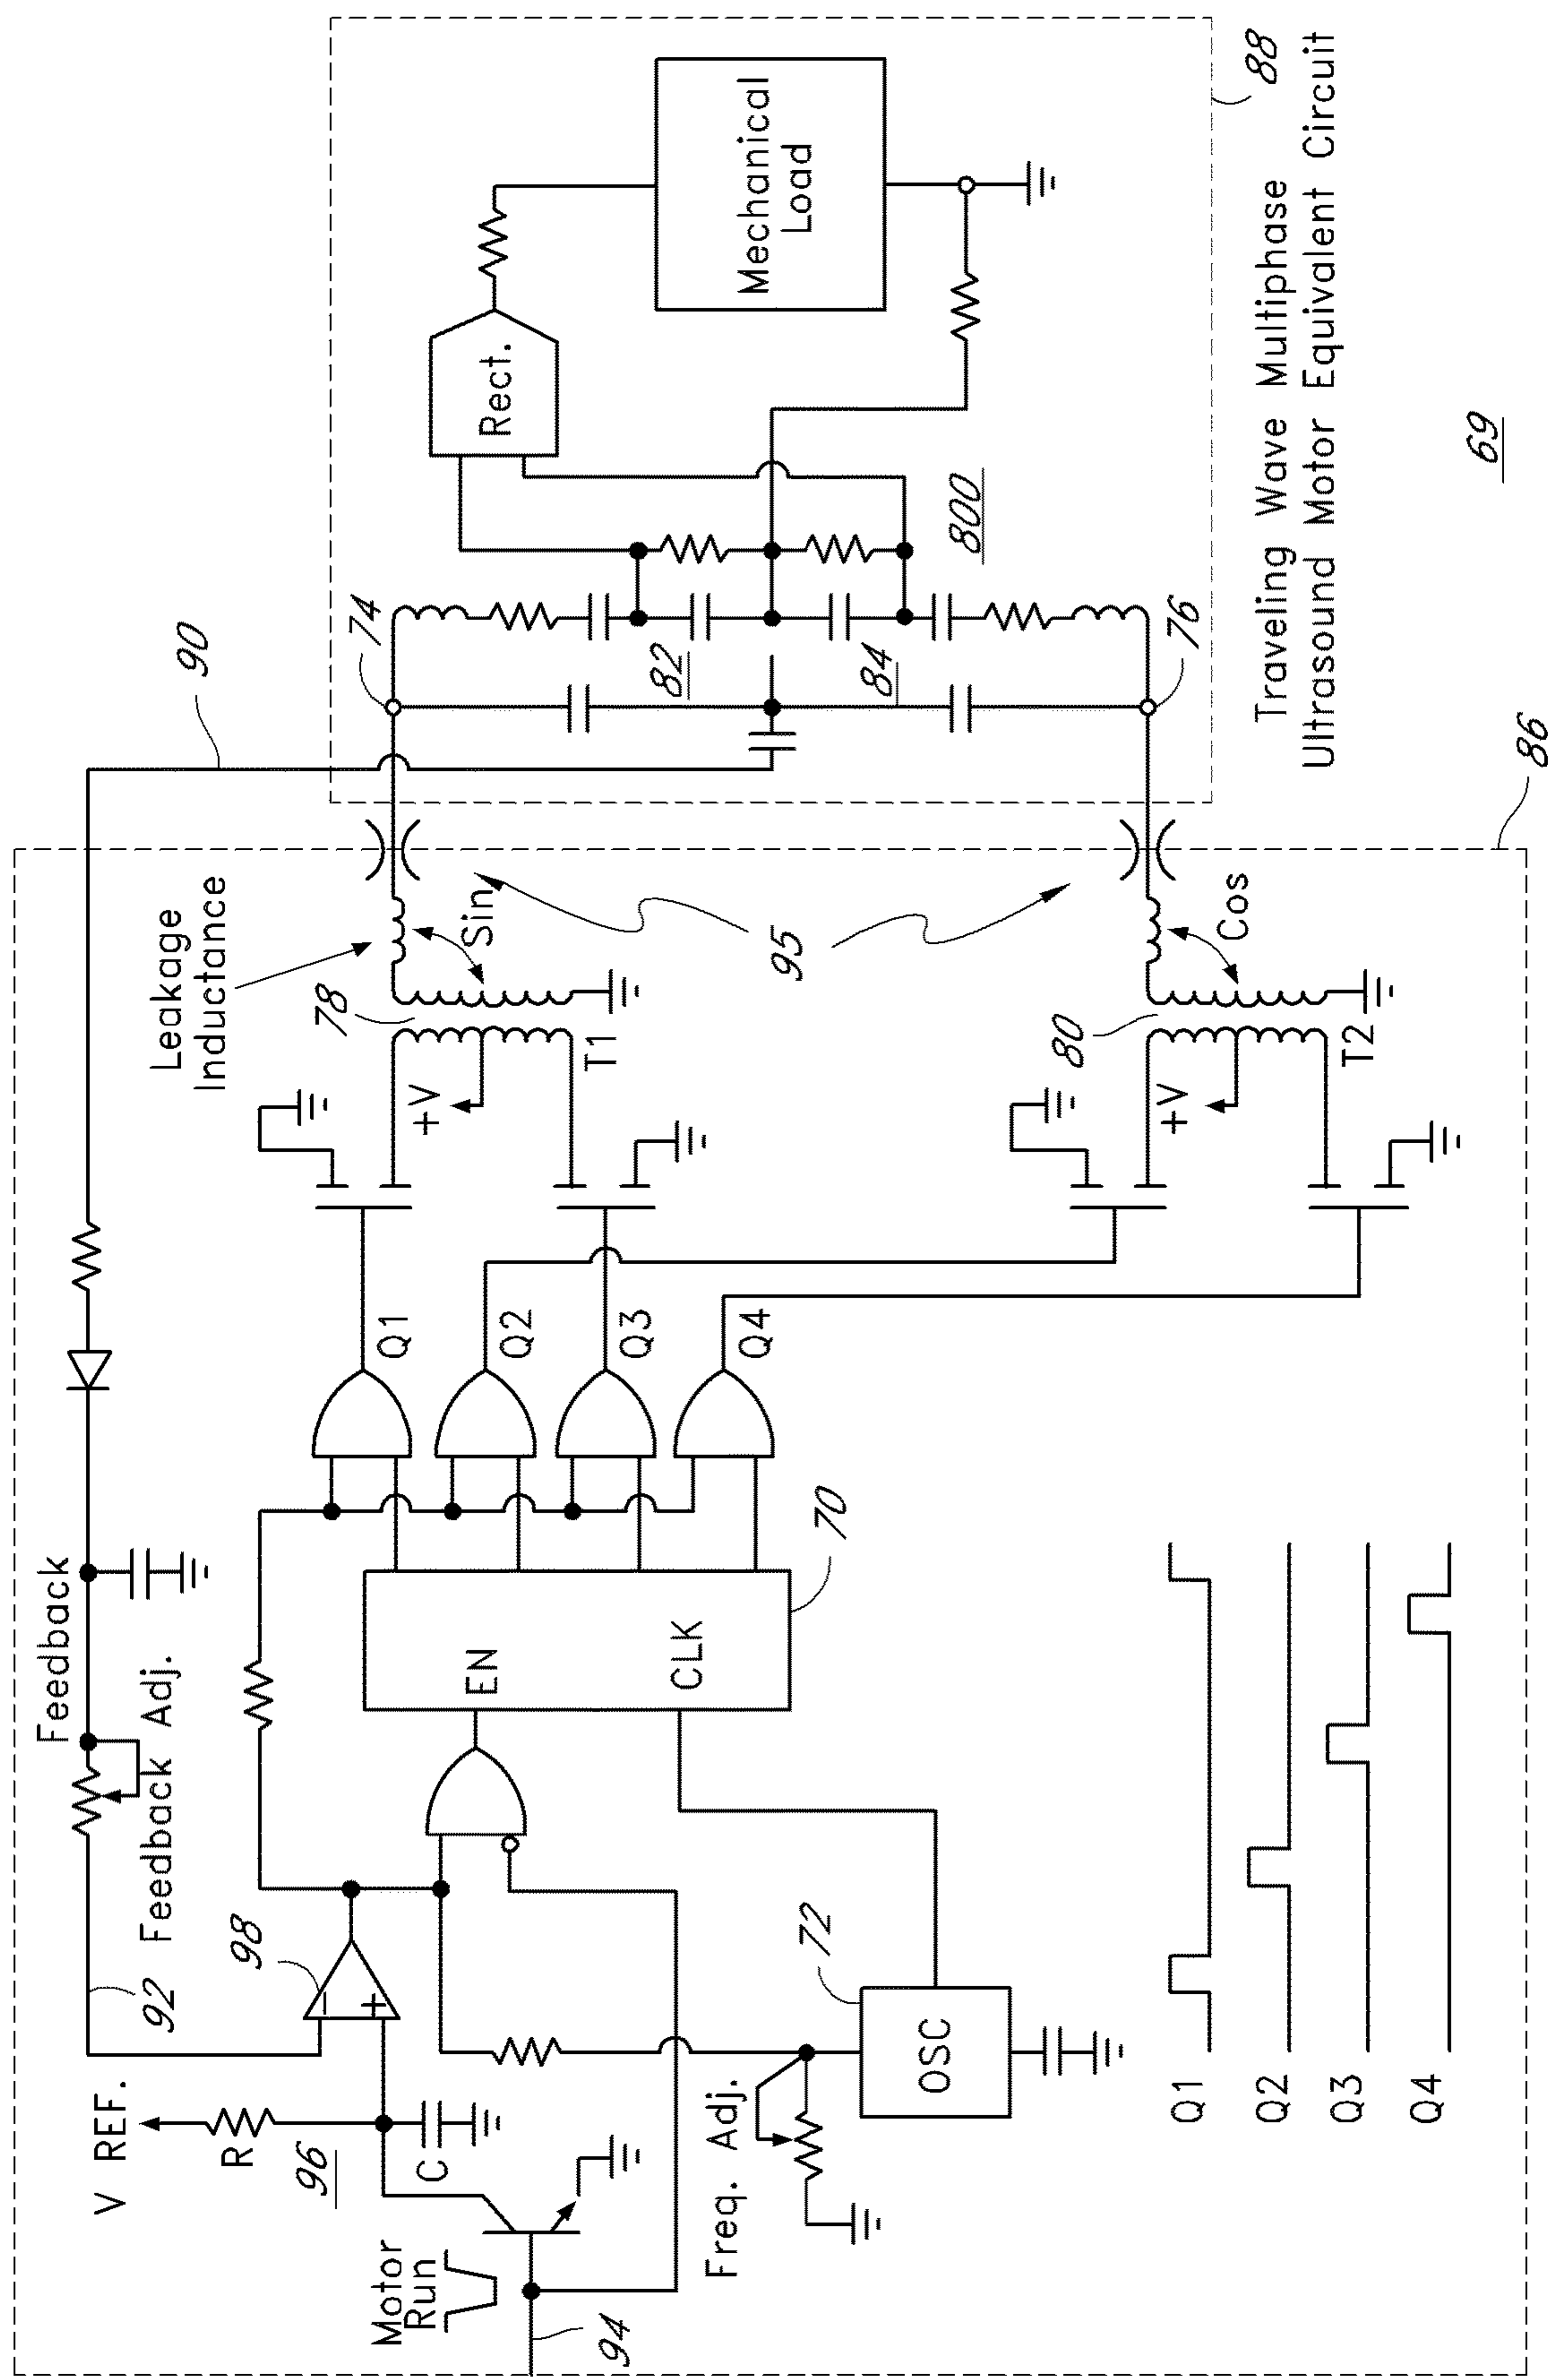 90
Feedback
Feedback Adj.
92
V REF.
R
96
C
98
Motor
Run
94
Leakage
Inductance
78
Sin
T1
+V
Q1
Q2
Q3
Q4
EN
CLK
70
72
OSC
Freq. Adj.
95
80
Cos
T2
+V
74
76
82
84
800
Rect.
Mechanical
Load
88
Traveling Wave Multiphase
Ultrasound Motor Equivalent Circuit
86
69
Q1
Q2
Q3
Q4